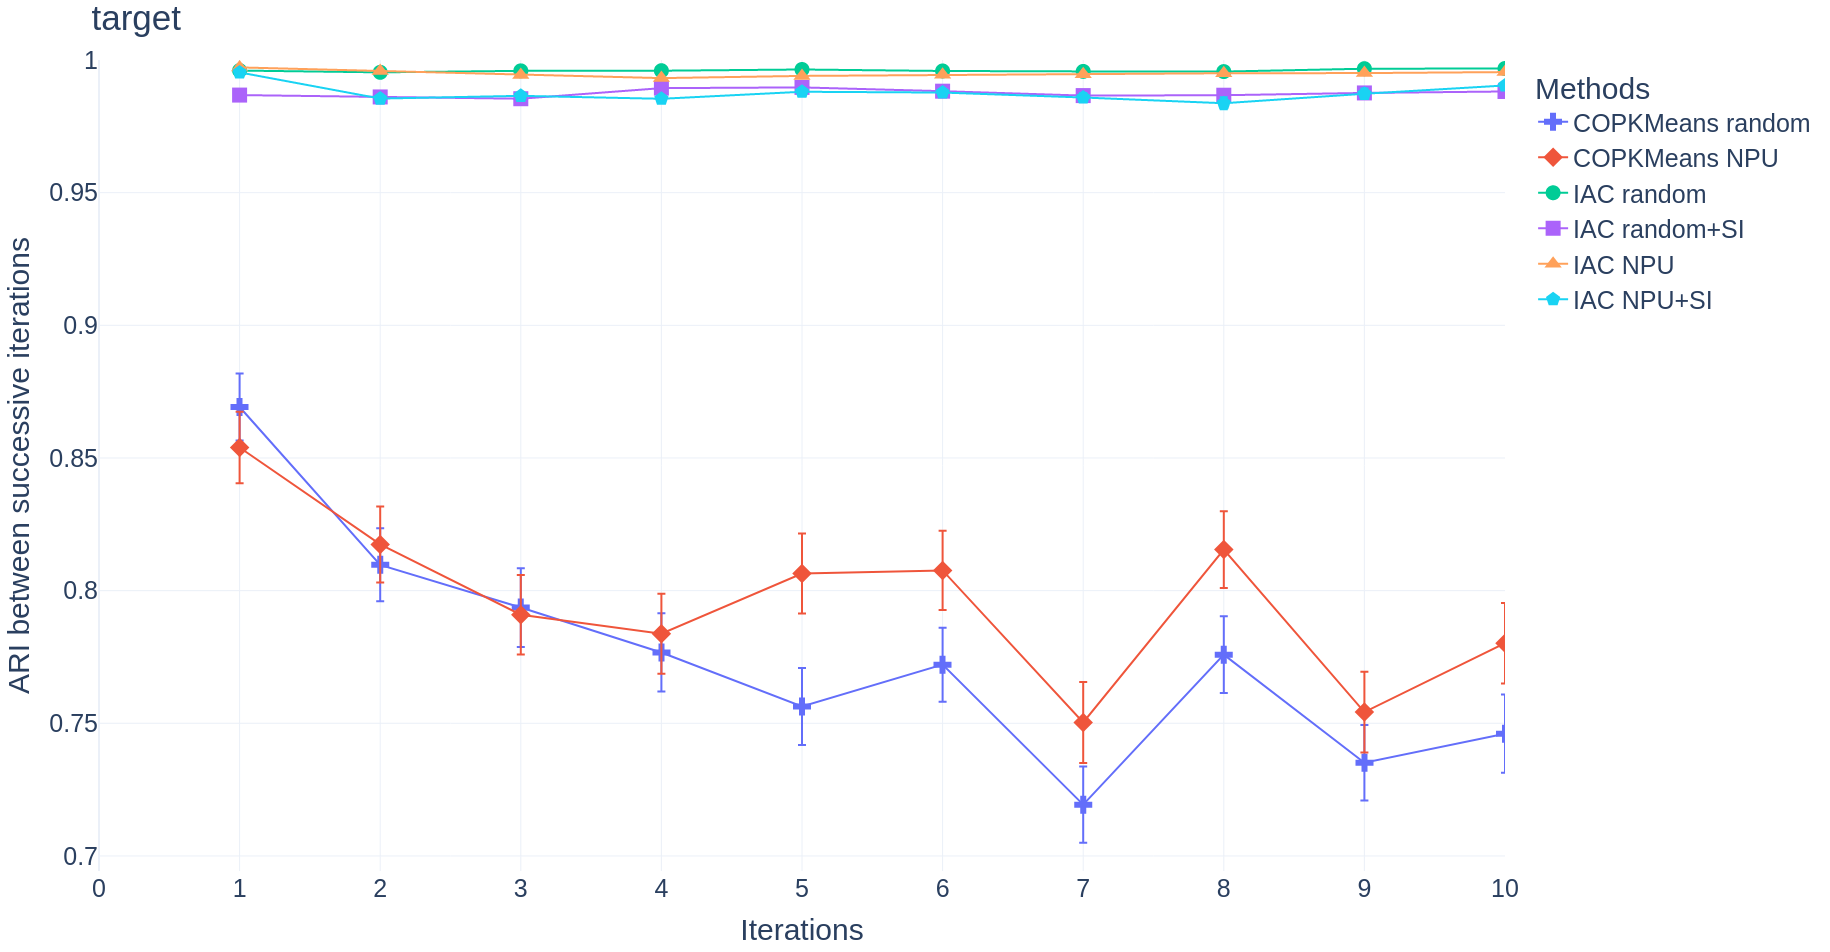 target
ARI between successive iterations
1
0.95
0.9
0.85
0.8
0.75
0.7
0 1 2 3 4 5 6 7 8 9 10
Iterations
Methods
COPKMeans random
COPKMeans NPU
IAC random
IAC random+SI
IAC NPU
IAC NPU+SI